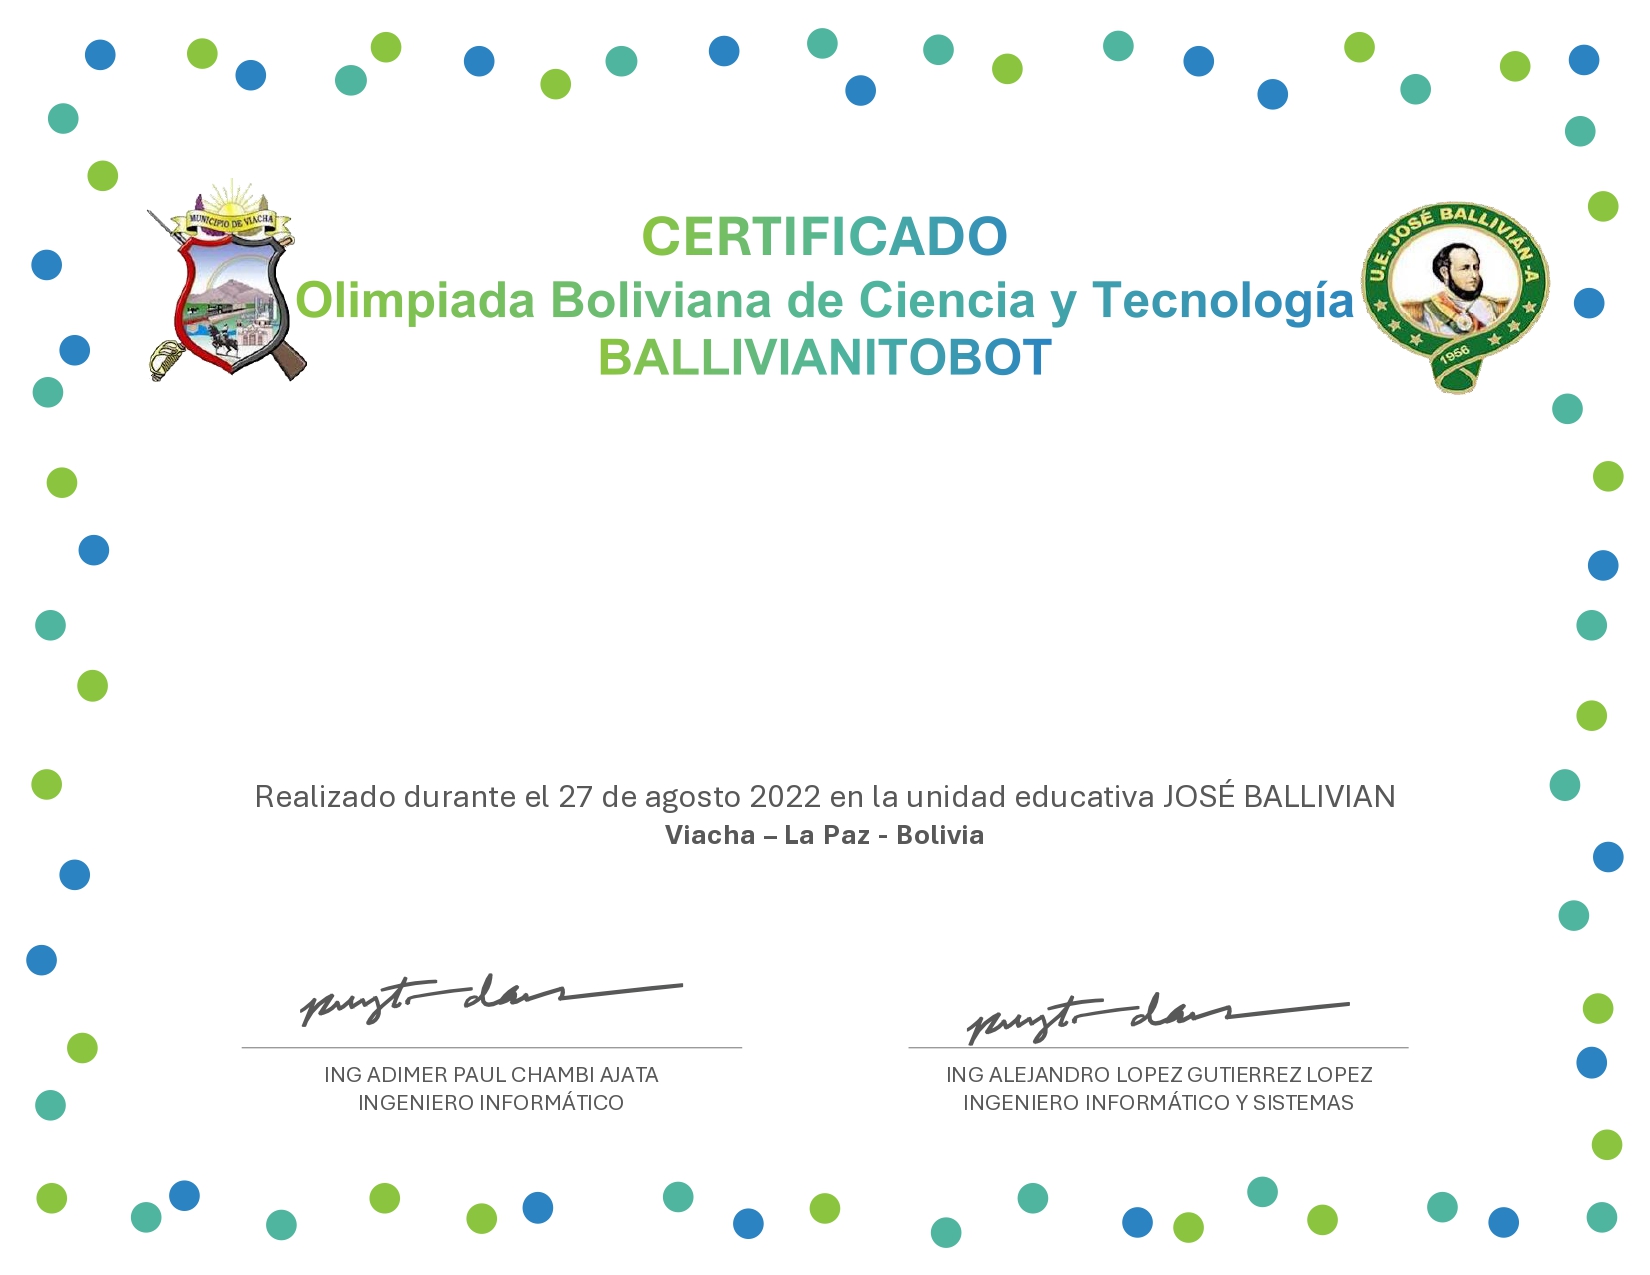 MUNICIPIO DE VIACHA
CERTIFICADO
Olimpiada Boliviana de Ciencia y Tecnología
BALLIVIANITOBOT
U.E. JOSÉ BALLIVIÁN -A
1956
Realizado durante el 27 de agosto 2022 en la unidad educativa JOSÉ BALLIVIAN
Viacha – La Paz - Bolivia
ING ADIMER PAUL CHAMBI AJATA
INGENIERO INFORMÁTICO
ING ALEJANDRO LOPEZ GUTIERREZ LOPEZ
INGENIERO INFORMÁTICO Y SISTEMAS